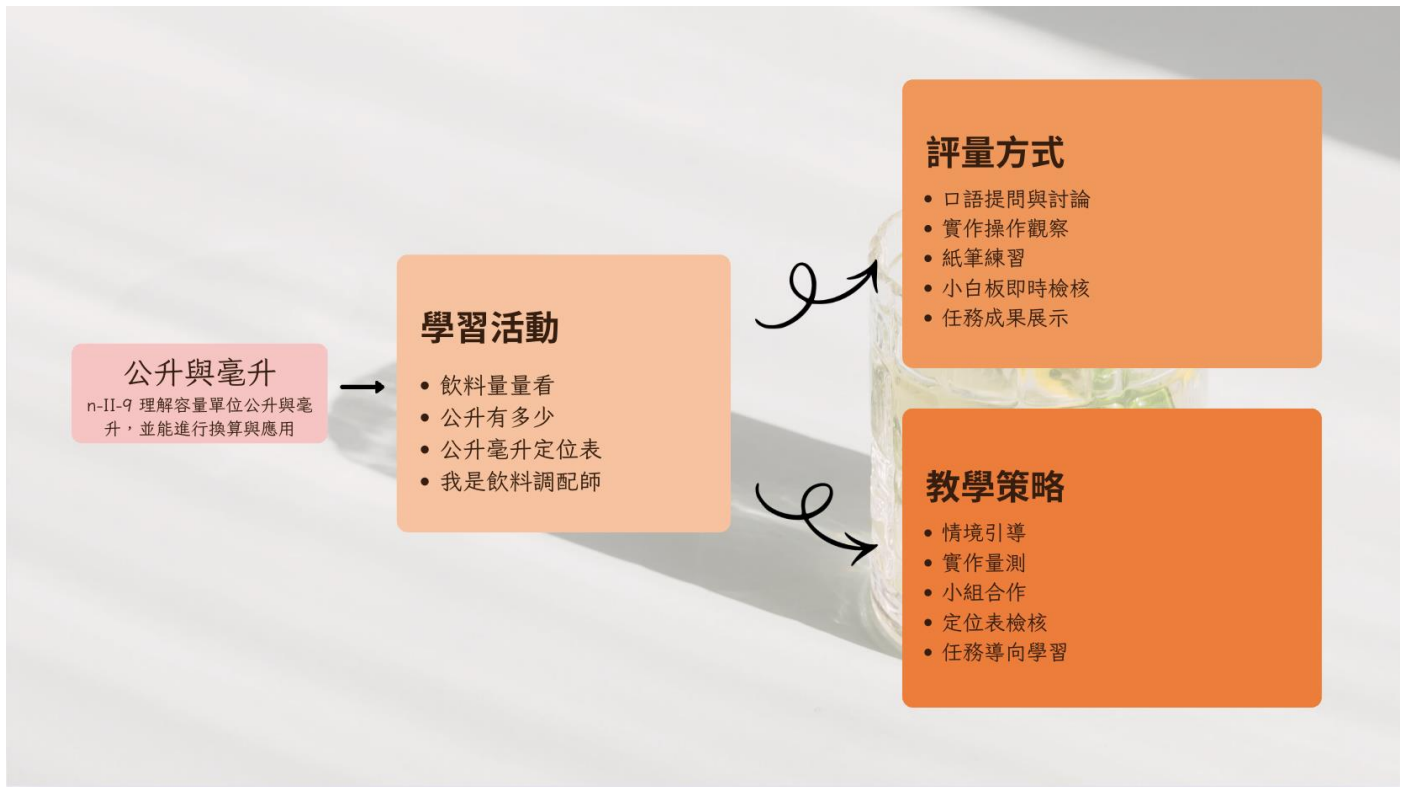 公升與毫升
n-II-9 理解容量單位公升與毫
升，並能進行換算與應用
學習活動
• 飲料量量看
• 公升有多少
• 公升毫升定位表
• 我是飲料調配師
評量方式
• 口語提問與討論
• 實作操作觀察
• 紙筆練習
• 小白板即時檢核
• 任務成果展示
教學策略
• 情境引導
• 實作量測
• 小組合作
• 定位表檢核
• 任務導向學習